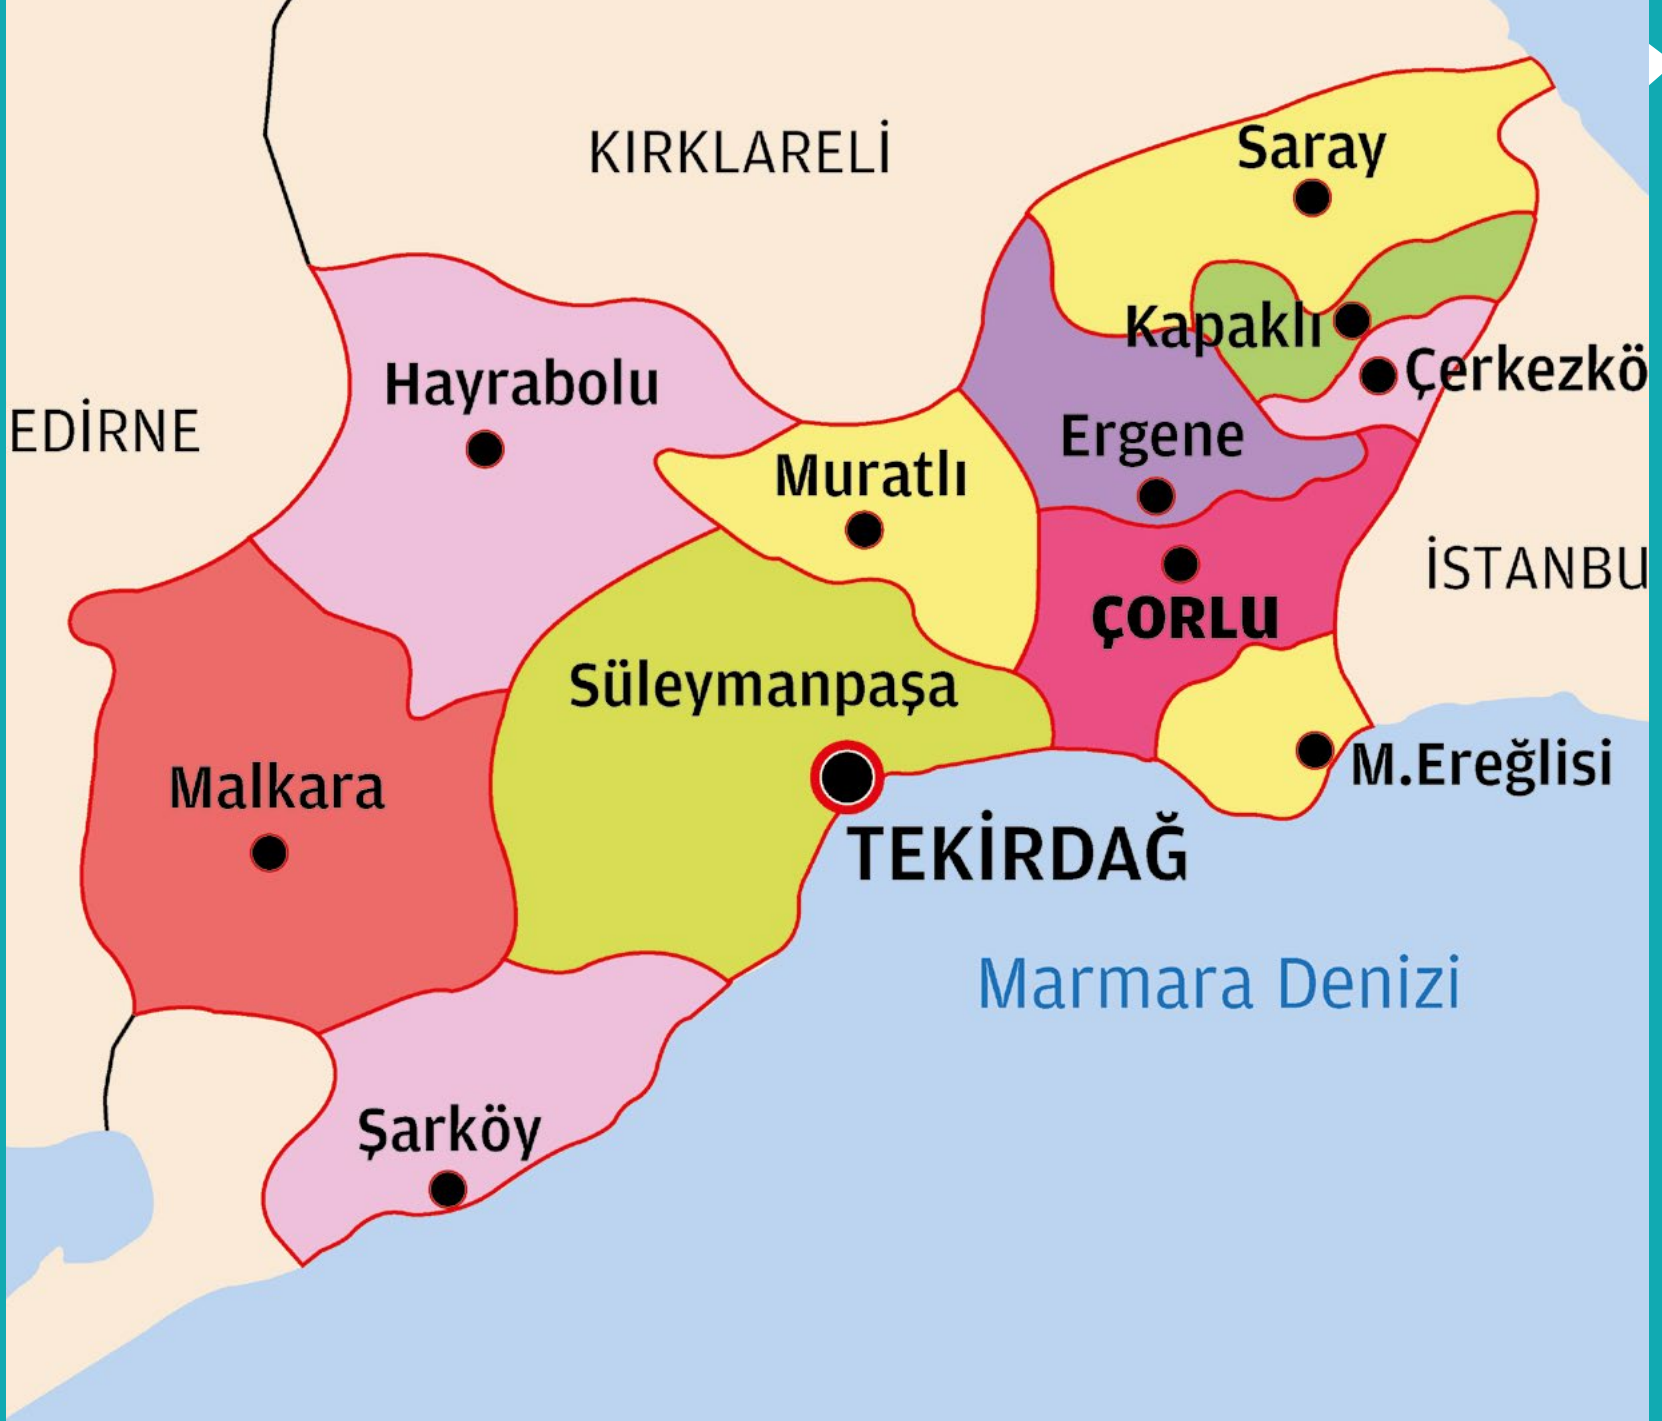 KIRKLARELİ
Saray
Kapaklı
Çerkezkö
Hayrabolu
EDİRNE
Ergene
Muratlı
İSTANBU
ÇORLU
Süleymanpaşa
M.Ereğlisi
Malkara
TEKİRDAĞ
Marmara Denizi
Şarköy